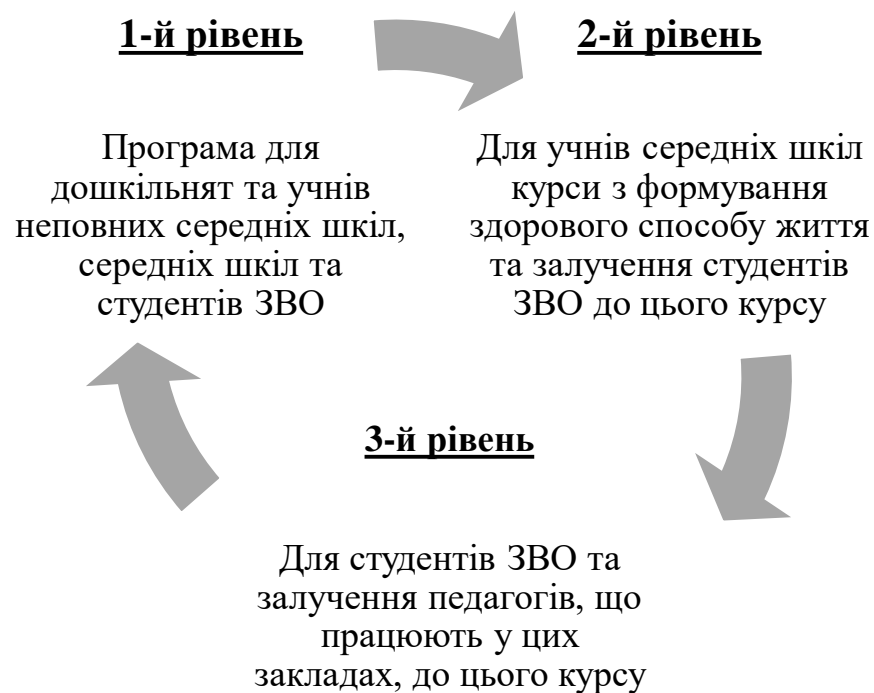 1-й рівень
Програма для
дошкільнят та учнів
неповних середніх шкіл,
середніх шкіл та
студентів ЗВО
2-й рівень
Для учнів середніх шкіл
курси з формування
здорового способу життя
та залучення студентів
ЗВО до цього курсу
3-й рівень
Для студентів ЗВО та
залучення педагогів, що
працюють у цих
закладах, до цього курсу